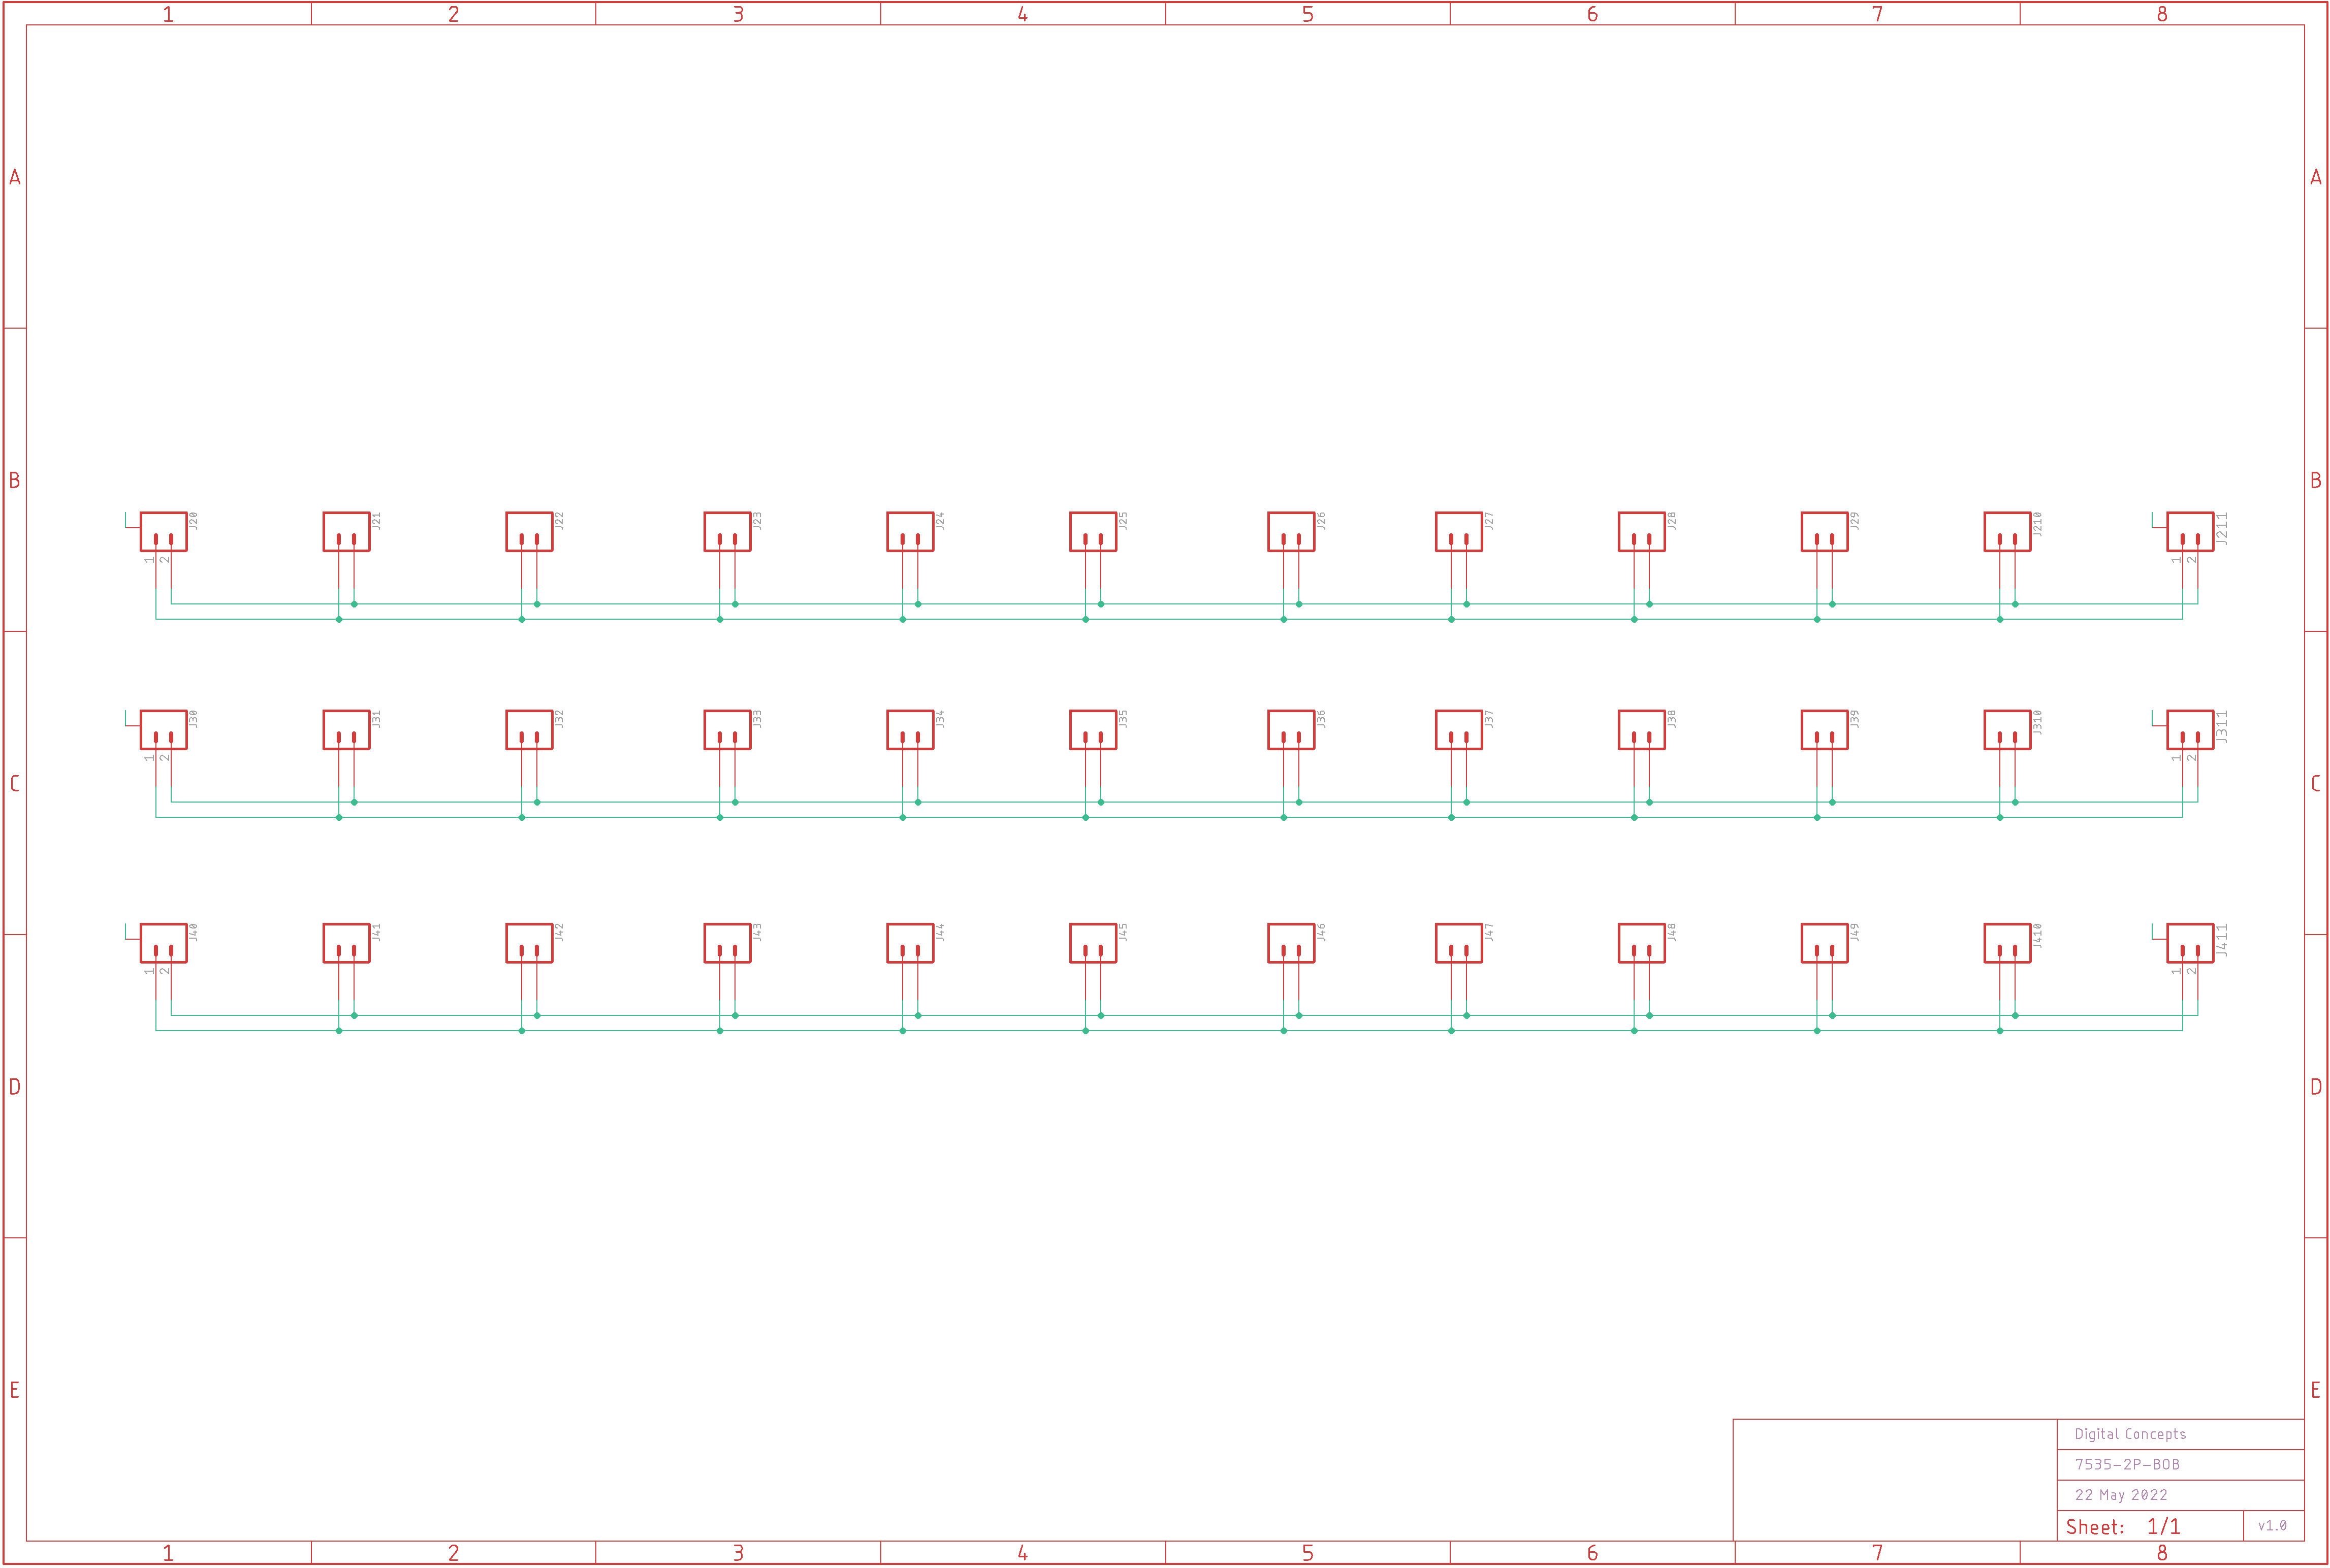 1 2 3 4 5 6 7 8
A A
B B
J20 J21 J22 J23 J24 J25 J26 J27 J28 J29 J210 J211
1 2 1 2
J30 J31 J32 J33 J34 J35 J36 J37 J38 J39 J310 J311
1 2 1 2
C C
J40 J41 J42 J43 J44 J45 J46 J47 J48 J49 J410 J411
1 2 1 2
D D
E E
Digital Concepts
7535-2P-BOB
22 May 2022
Sheet: 1/1 v1.0
1 2 3 4 5 6 7 8